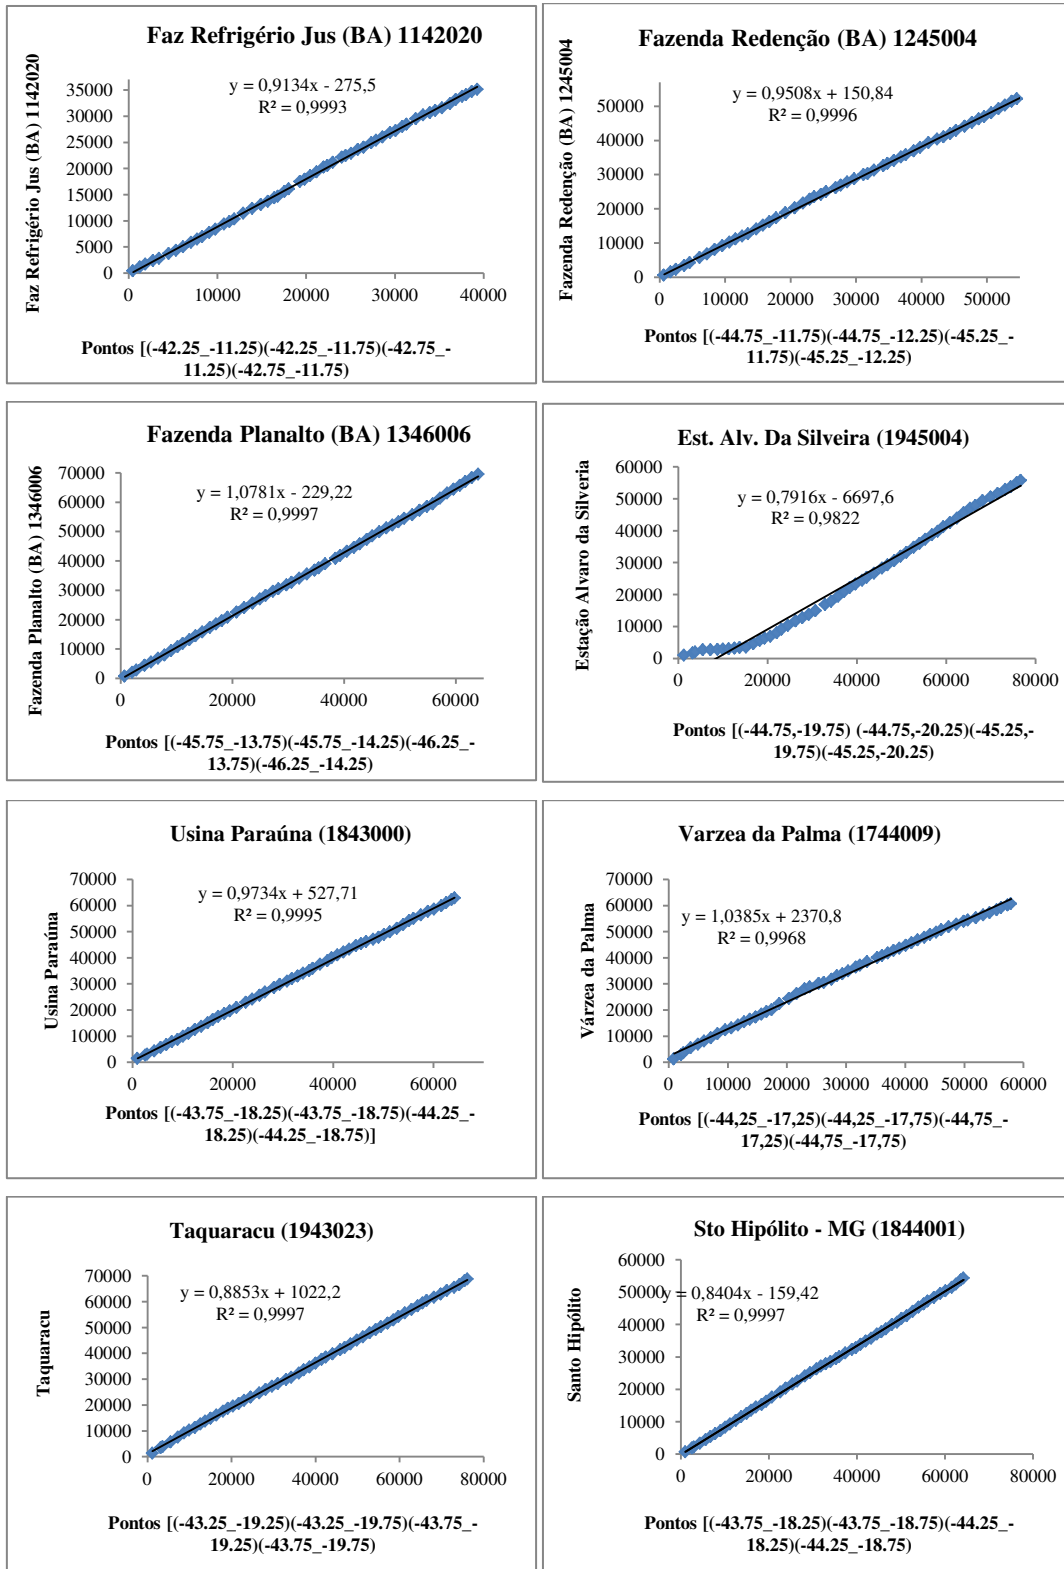 Faz Refrigério Jus (BA) 1142020
Faz Refrigério Jus (BA) 1142020
y = 0,9134x - 275,5
R² = 0,9993
35000
30000
25000
20000
15000
10000
5000
0
0 10000 20000 30000 40000
Pontos [(-42.25_-11.25)(-42.25_-11.75)(-42.75_-
11.25)(-42.75_-11.75)
Fazenda Redenção (BA) 1245004
Fazenda Redenção (BA) 1245004
y = 0,9508x + 150,84
R² = 0,9996
50000
40000
30000
20000
10000
0
0 10000 20000 30000 40000 50000
Pontos [(-44.75_-11.75)(-44.75_-12.25)(-45.25_-
11.75)(-45.25_-12.25)
Fazenda Planalto (BA) 1346006
Fazenda Planalto (BA) 1346006
y = 1,0781x - 229,22
R² = 0,9997
70000
60000
50000
40000
30000
20000
10000
0
0 20000 40000 60000
Pontos [(-45.75_-13.75)(-45.75_-14.25)(-46.25_-
13.75)(-46.25_-14.25)
Est. Alv. Da Silveira (1945004)
Estação Alvaro da Silveria
y = 0,7916x - 6697,6
R² = 0,9822
60000
50000
40000
30000
20000
10000
0
0 20000 40000 60000 80000
Pontos [(-44.75,-19.75) (-44.75,-20.25)(-45.25,-
19.75)(-45.25,-20.25)
Usina Paraúna (1843000)
Usina Paraúna
y = 0,9734x + 527,71
R² = 0,9995
70000
60000
50000
40000
30000
20000
10000
0
0 20000 40000 60000
Pontos [(-43.75_-18.25)(-43.75_-18.75)(-44.25_-
18.25)(-44.25_-18.75)]
Varzea da Palma (1744009)
Várzea da Palma
y = 1,0385x + 2370,8
R² = 0,9968
70000
60000
50000
40000
30000
20000
10000
0
0 10000 20000 30000 40000 50000 60000
Pontos [(-44,25_-17,25)(-44,25_-17,75)(-44,75_-
17,25)(-44,75_-17,75)
Taquaracu (1943023)
Taquaracu
y = 0,8853x + 1022,2
R² = 0,9997
70000
60000
50000
40000
30000
20000
10000
0
0 20000 40000 60000 80000
Pontos [(-43.25_-19.25)(-43.25_-19.75)(-43.75_-
19.25)(-43.75_-19.75)
Sto Hipólito - MG (1844001)
Santo Hipólito
y = 0,8404x - 159,42
R² = 0,9997
60000
50000
40000
30000
20000
10000
0
0 20000 40000 60000 80000
Pontos [(-43.75_-18.25)(-43.75_-18.75)(-44.25_-
18.25)(-44.25_-18.75)